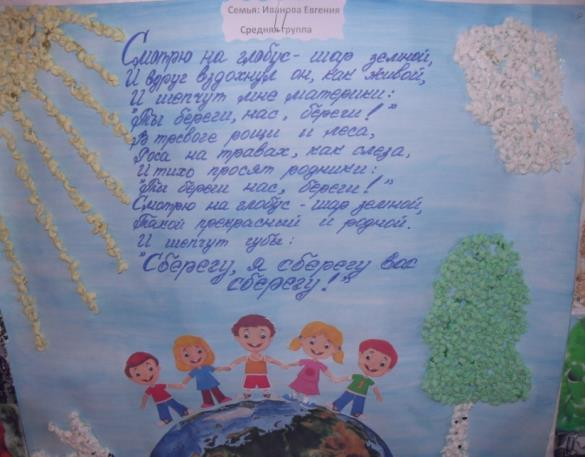 Семья: Иванова Евгения
Средняя группа
Смотрю на глобус - шар земной,
И вдруг вздохнул он, как живой,
И шепчут мне материки:
"Ты береги, нас, береги!"
В тревоге рощи и леса,
Роса на травах, как слеза,
И тихо просят родники:
"Ты береги нас, береги!"
Смотрю на глобус - шар земной,
Такой прекрасный и родной.
И шепчут губы:
"Сберегу, я сберегу вас
сберегу!"